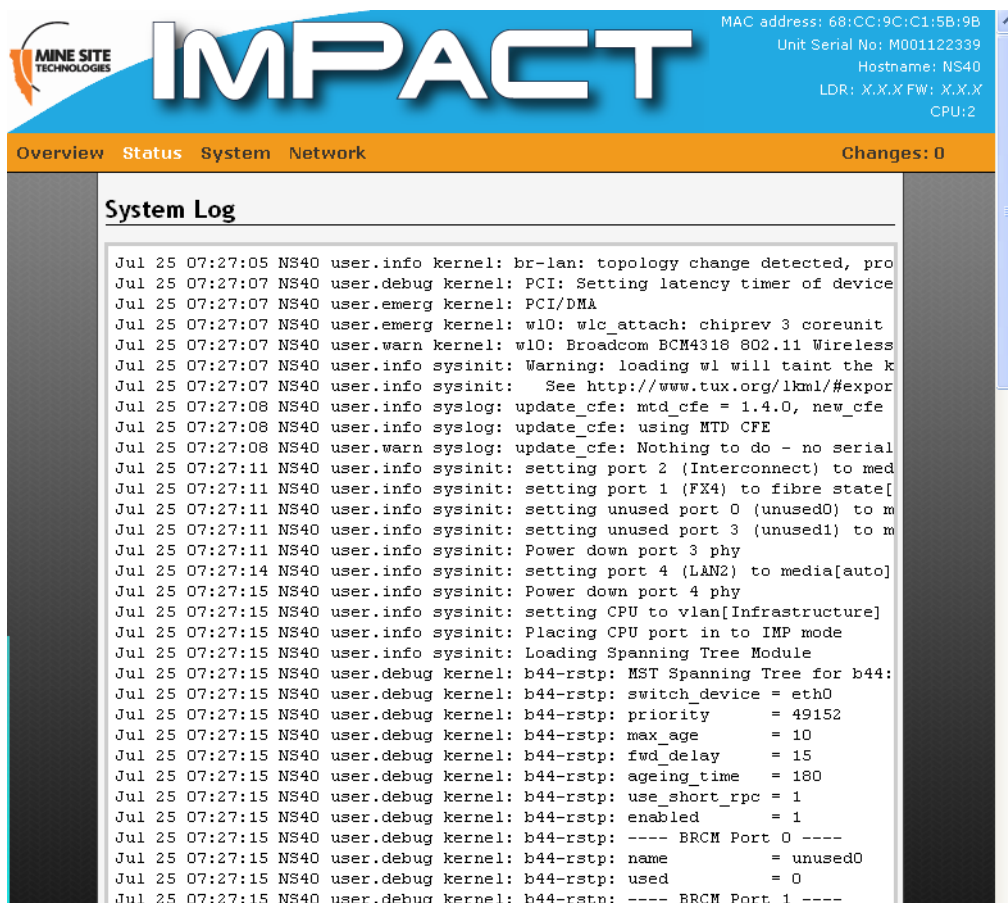 MINE SITE
TECHNOLOGIES
IMPACT
MAC address: 68:CC:9C:C1:5B:9B
Unit Serial No: M001122339
Hostname: NS40
LDR: X.X.X FW: X.X.X
CPU:2
Overview Status System Network Changes: 0
System Log
Jul 25 07:27:05 NS40 user.info kernel: br-lan: topology change detected, pro
Jul 25 07:27:07 NS40 user.debug kernel: PCI: Setting latency timer of device
Jul 25 07:27:07 NS40 user.emerg kernel: PCI/DMA
Jul 25 07:27:07 NS40 user.emerg kernel: wl0: wlc_attach: chiprev 3 coreunit
Jul 25 07:27:07 NS40 user.warn kernel: wl0: Broadcom BCM4318 802.11 Wireless
Jul 25 07:27:07 NS40 user.info sysinit: Warning: loading wl will taint the k
Jul 25 07:27:07 NS40 user.info sysinit:   See http://www.tux.org/lkml/#expor
Jul 25 07:27:08 NS40 user.info syslog: update_cfe: mtd_cfe = 1.4.0, new_cfe
Jul 25 07:27:08 NS40 user.info syslog: update_cfe: using MTD CFE
Jul 25 07:27:08 NS40 user.warn syslog: update_cfe: Nothing to do - no serial
Jul 25 07:27:11 NS40 user.info sysinit: setting port 2 (Interconnect) to med
Jul 25 07:27:11 NS40 user.info sysinit: setting port 1 (FX4) to fibre state[
Jul 25 07:27:11 NS40 user.info sysinit: setting unused port 0 (unused0) to m
Jul 25 07:27:11 NS40 user.info sysinit: setting unused port 3 (unused1) to m
Jul 25 07:27:11 NS40 user.info sysinit: Power down port 3 phy
Jul 25 07:27:14 NS40 user.info sysinit: setting port 4 (LAN2) to media[auto]
Jul 25 07:27:15 NS40 user.info sysinit: Power down port 4 phy
Jul 25 07:27:15 NS40 user.info sysinit: setting CPU to vlan[Infrastructure]
Jul 25 07:27:15 NS40 user.info sysinit: Placing CPU port in to IMP mode
Jul 25 07:27:15 NS40 user.info sysinit: Loading Spanning Tree Module
Jul 25 07:27:15 NS40 user.debug kernel: b44-rstp: MST Spanning Tree for b44:
Jul 25 07:27:15 NS40 user.debug kernel: b44-rstp: switch_device = eth0
Jul 25 07:27:15 NS40 user.debug kernel: b44-rstp: priority      = 49152
Jul 25 07:27:15 NS40 user.debug kernel: b44-rstp: max_age       = 10
Jul 25 07:27:15 NS40 user.debug kernel: b44-rstp: fwd_delay     = 15
Jul 25 07:27:15 NS40 user.debug kernel: b44-rstp: ageing_time   = 180
Jul 25 07:27:15 NS40 user.debug kernel: b44-rstp: use_short_rpc = 1
Jul 25 07:27:15 NS40 user.debug kernel: b44-rstp: enabled       = 1
Jul 25 07:27:15 NS40 user.debug kernel: b44-rstp: ---- BRCM Port 0 ----
Jul 25 07:27:15 NS40 user.debug kernel: b44-rstp: name          = unused0
Jul 25 07:27:15 NS40 user.debug kernel: b44-rstp: used          = 0
Jul 25 07:27:15 NS40 user.debug kernel: b44-rstp: ---- BRCM Port 1 ----